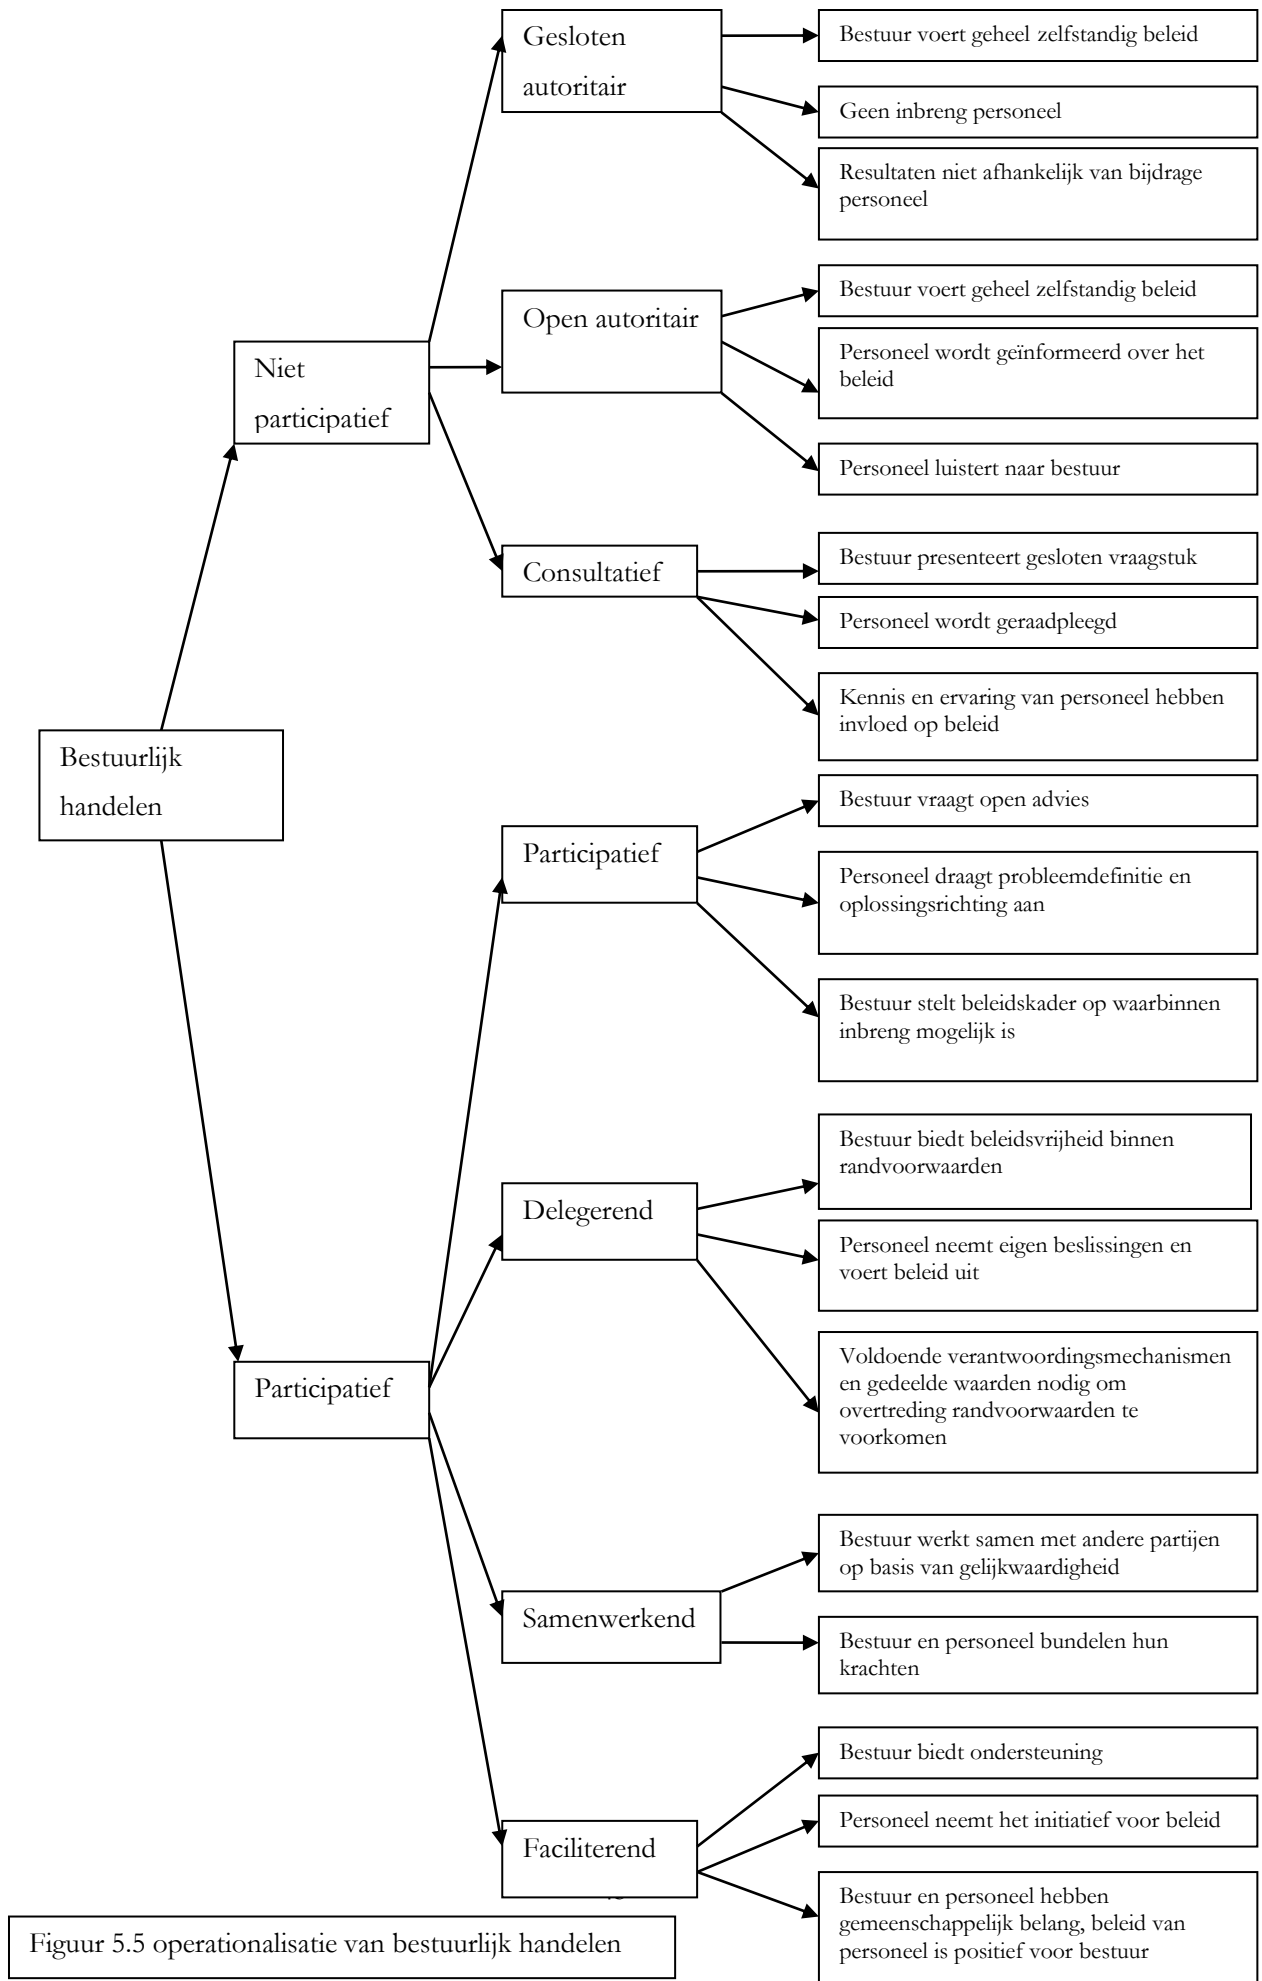 Gesloten
autoritair
Bestuur voert geheel zelfstandig beleid
Geen inbreng personeel
Resultaten niet afhankelijk van bijdrage
personeel
Open autoritair
Bestuur voert geheel zelfstandig beleid
Personeel wordt geïnformeerd over het
beleid
Personeel luistert naar bestuur
Niet
participatief
Consultatief
Bestuur presenteert gesloten vraagstuk
Personeel wordt geraadpleegd
Kennis en ervaring van personeel hebben
invloed op beleid
Bestuurlijk
handelen
Participatief
Bestuur vraagt open advies
Personeel draagt probleemdefinitie en
oplossingsrichting aan
Bestuur stelt beleidskader op waarbinnen
inbreng mogelijk is
Delegerend
Bestuur biedt beleidsvrijheid binnen
randvoorwaarden
Personeel neemt eigen beslissingen en
voert beleid uit
Voldoende verantwoordingsmechanismen
en gedeelde waarden nodig om
overtreding randvoorwaarden te
voorkomen
Participatief
Samenwerkend
Bestuur werkt samen met andere partijen
op basis van gelijkwaardigheid
Bestuur en personeel bundelen hun
krachten
Faciliterend
Bestuur biedt ondersteuning
Personeel neemt het initiatief voor beleid
Bestuur en personeel hebben
gemeenschappelijk belang, beleid van
personeel is positief voor bestuur
Figuur 5.5 operationalisatie van bestuurlijk handelen